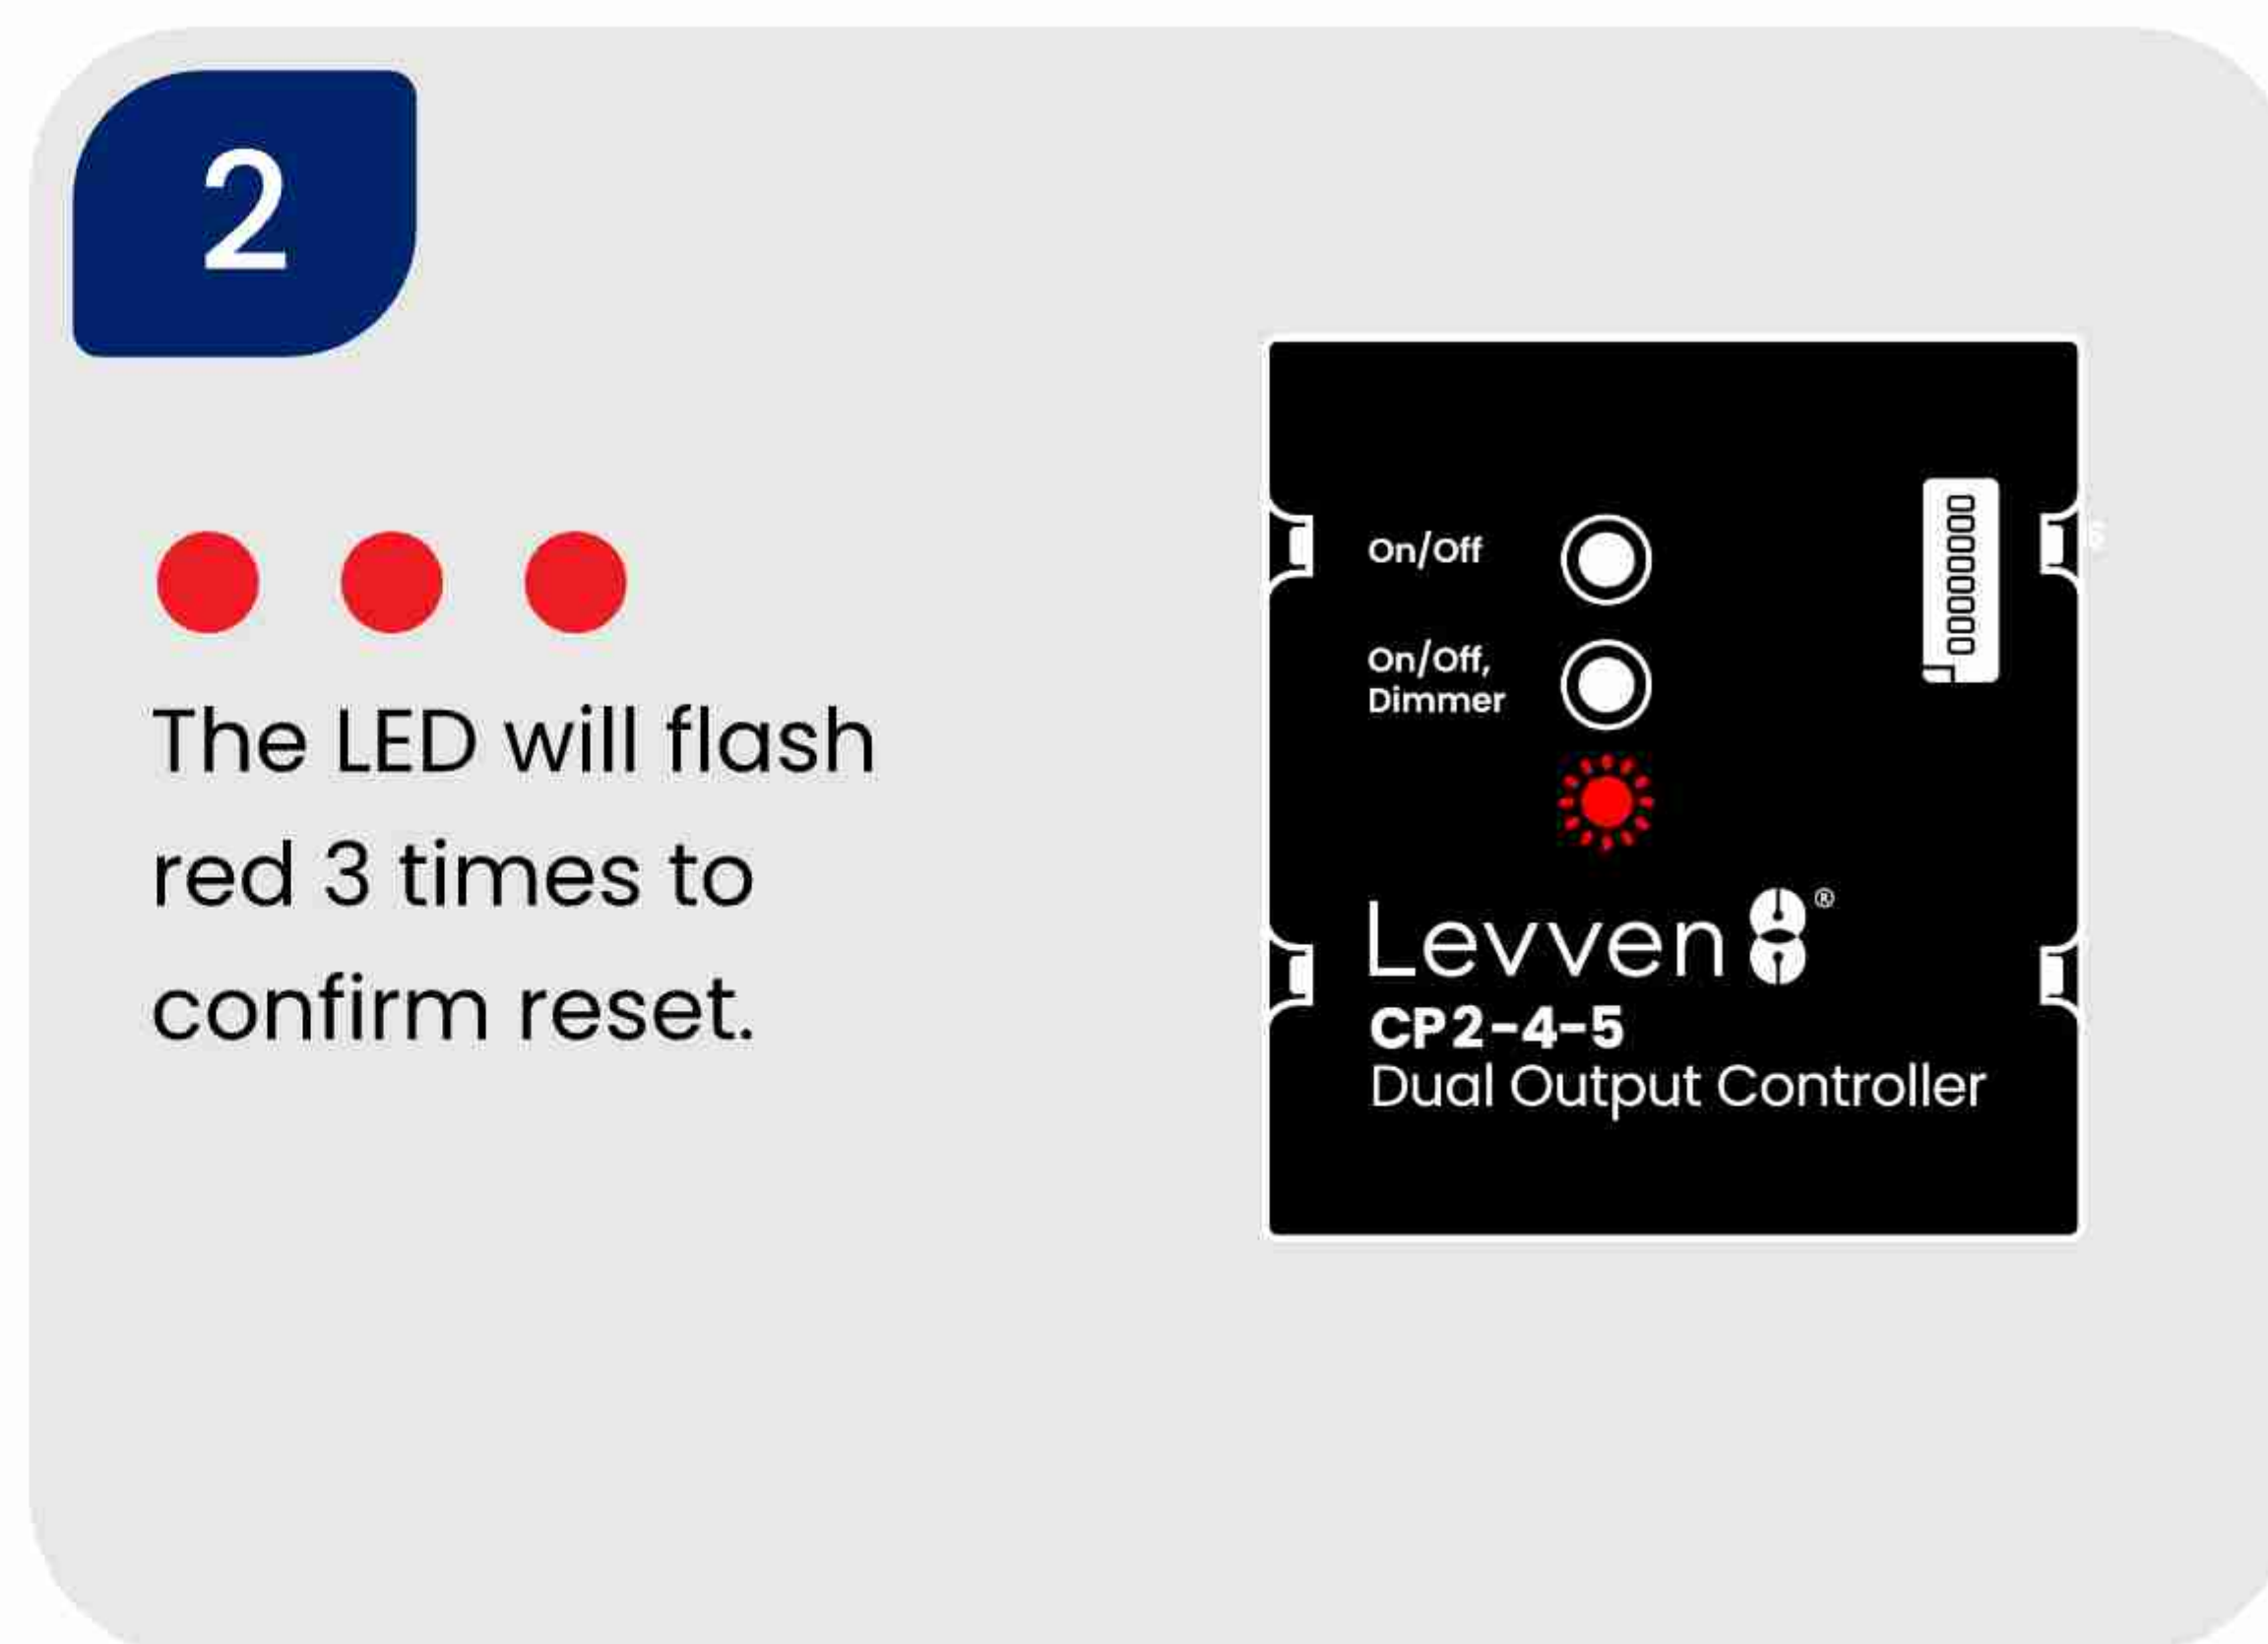 2
The LED will flash
red 3 times to
confirm reset.
On/Off
On/Off,
Dimmer
Levven ®
CP2-4-5
Dual Output Controller